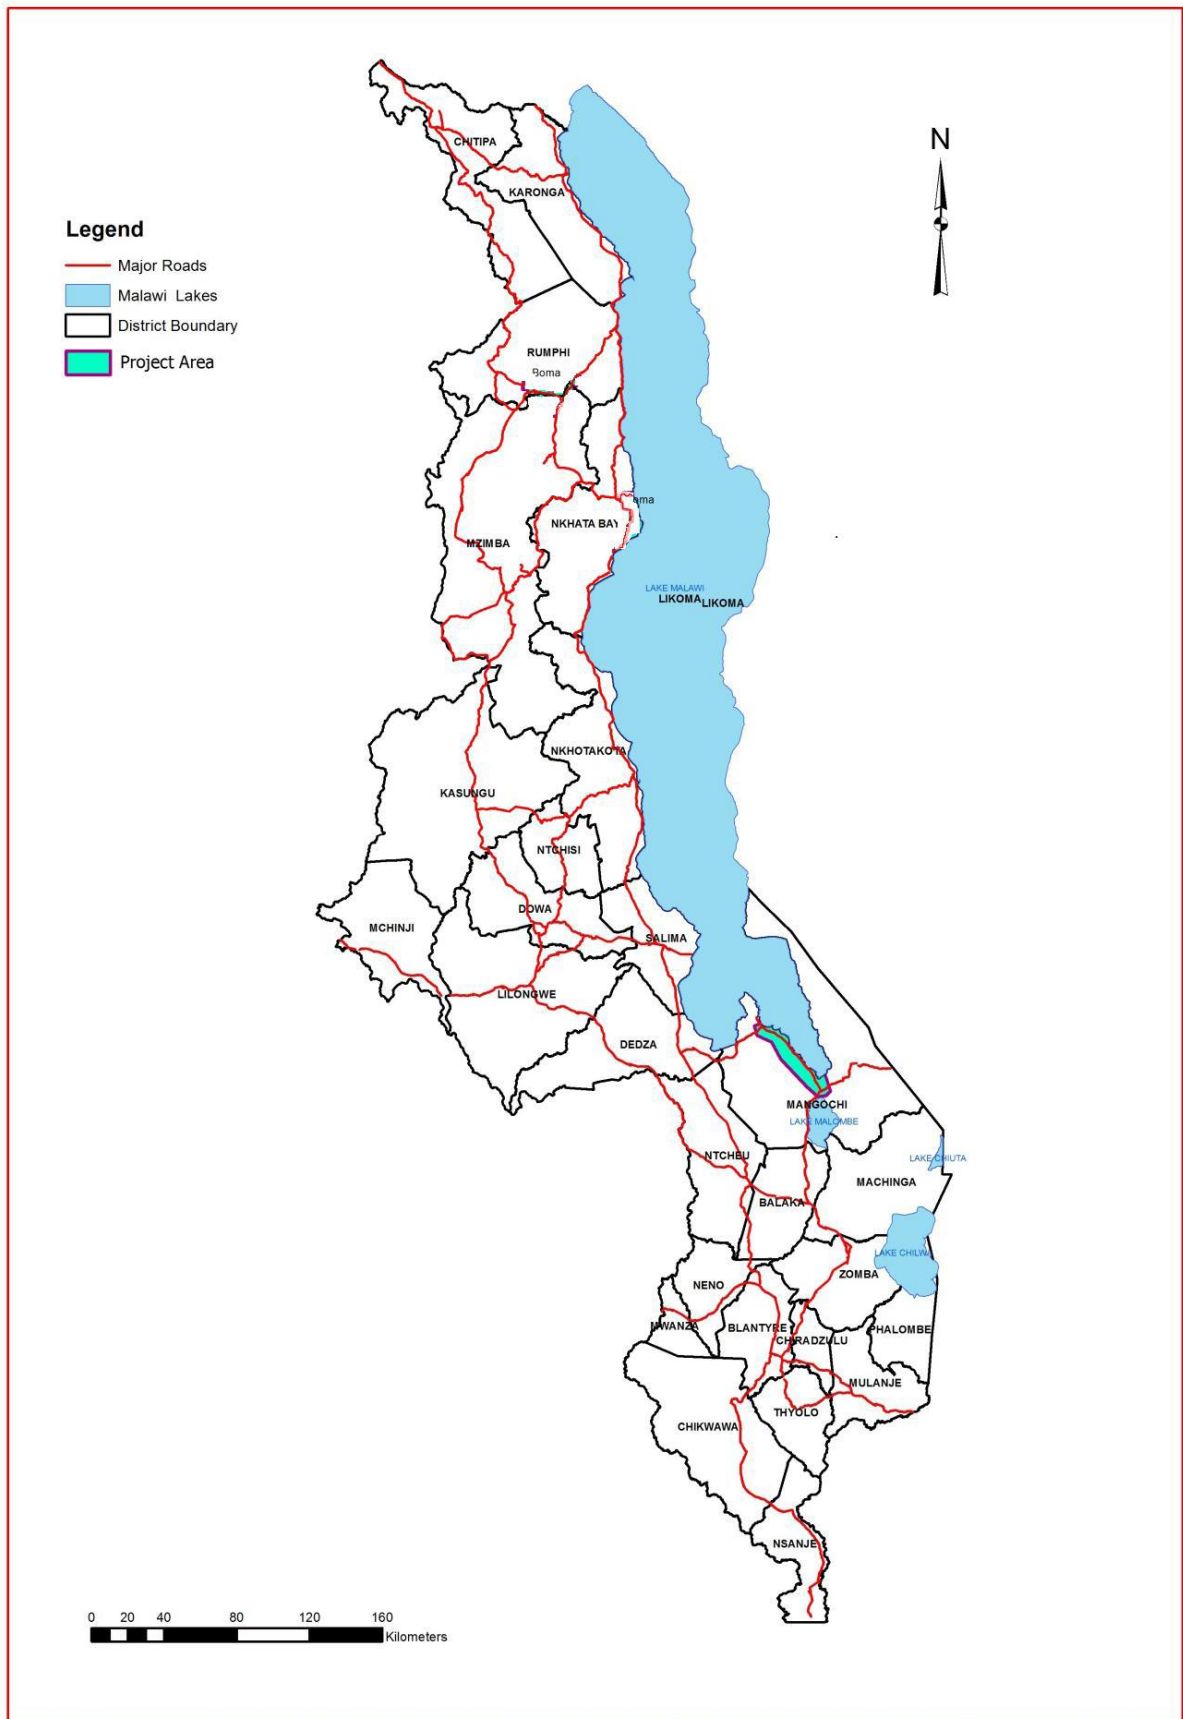 N
Legend
Major Roads
Malawi Lakes
District Boundary
Project Area
CHITIPA
KARONGA
RUMPHI
Boma
oma
NKHATA BAY
MZIMBA
LAKE MALAWI
LIKOMA
LIKOMA
NKHOTAKOTA
KASUNGU
NTCHISI
DOWA
MCHINJI
SALIMA
LILONGWE
DEDZA
MANGOCHI
LAKE MALOMBE
NTCHEU
LAKE CHIUTA
MACHINGA
BALAKA
LAKE CHILWA
ZOMBA
NENO
MWANZA
BLANTYRE
CHIRADZULU
PHALOMBE
MULANJE
THYOLO
CHIKWAWA
NSANJE
0 20 40 80 120 160
Kilometers